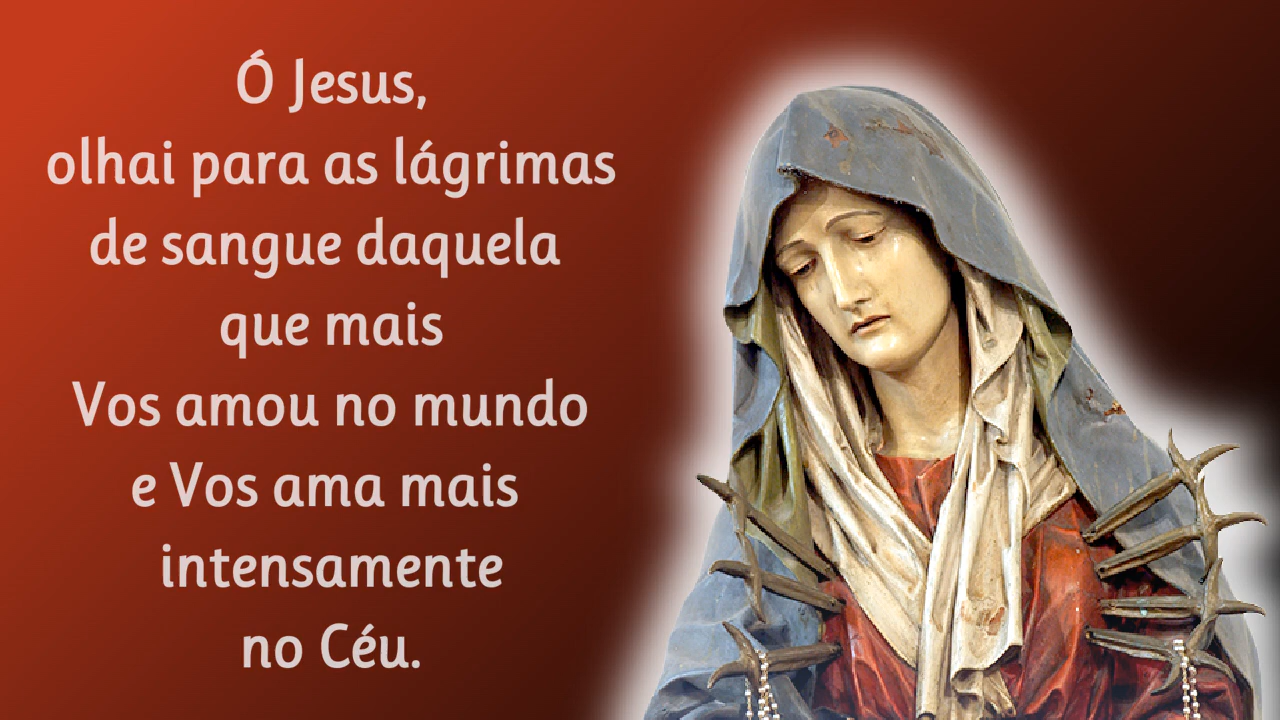 Ó Jesus,
olhai para as lágrimas
de sangue daquela
que mais
Vos amou no mundo
e Vos ama mais
intensamente
no Céu.